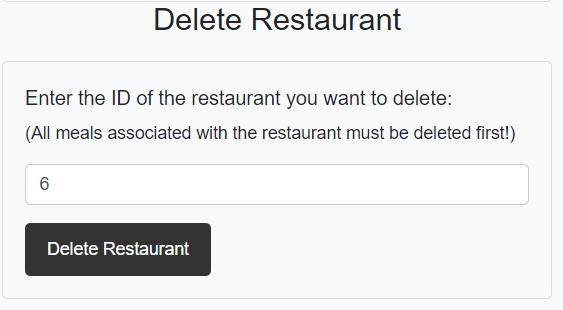 Delete Restaurant
Enter the ID of the restaurant you want to delete:
(All meals associated with the restaurant must be deleted first!)
6
Delete Restaurant